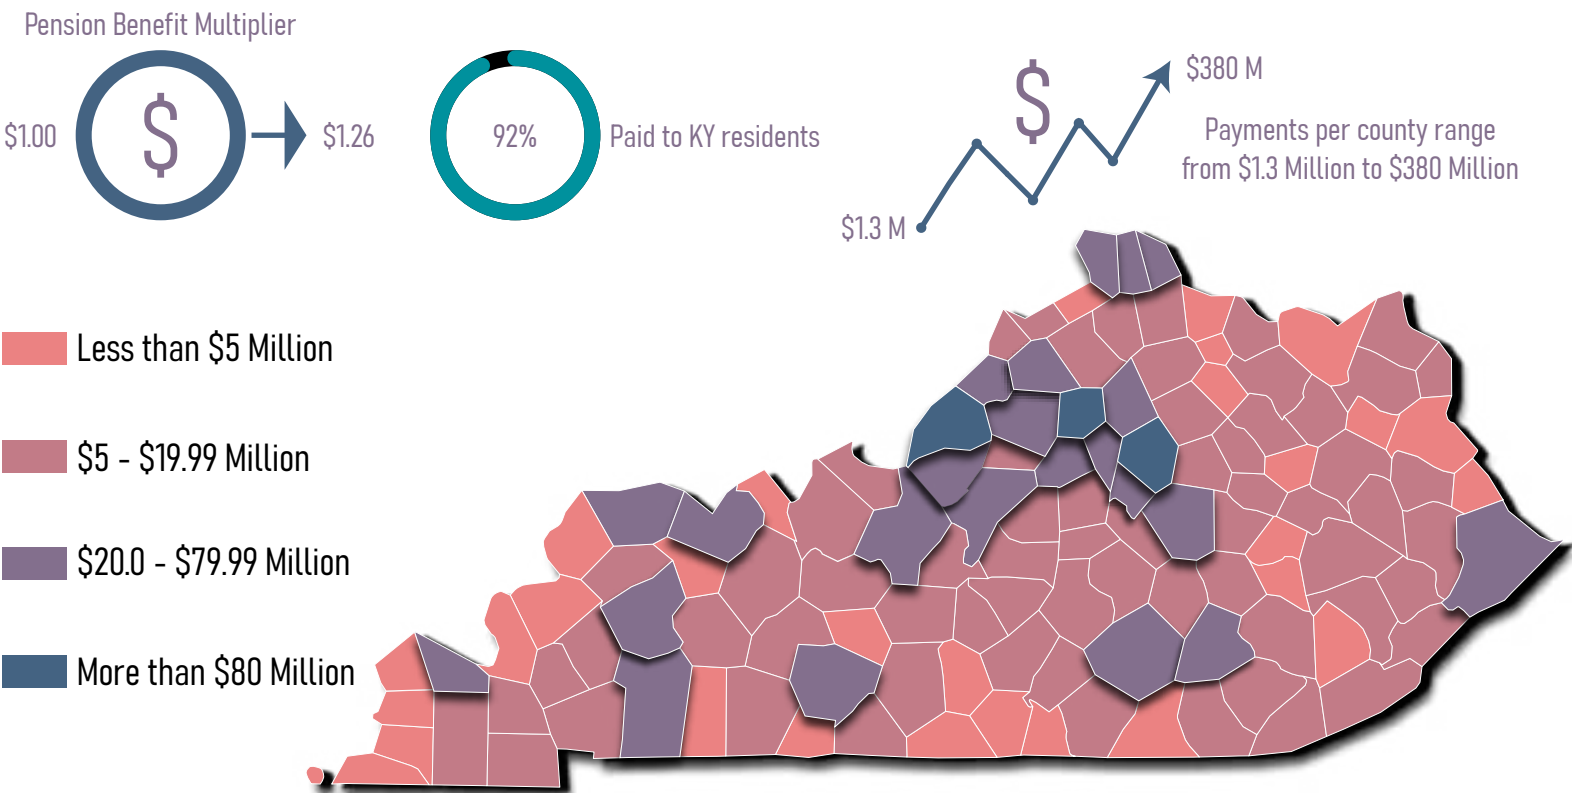 Pension Benefit Multiplier
$1.00
$
$1.26
92%
Paid to KY residents
$
$380 M
$1.3 M
Payments per county range
from $1.3 Million to $380 Million
Less than $5 Million
$5 - $19.99 Million
$20.0 - $79.99 Million
More than $80 Million